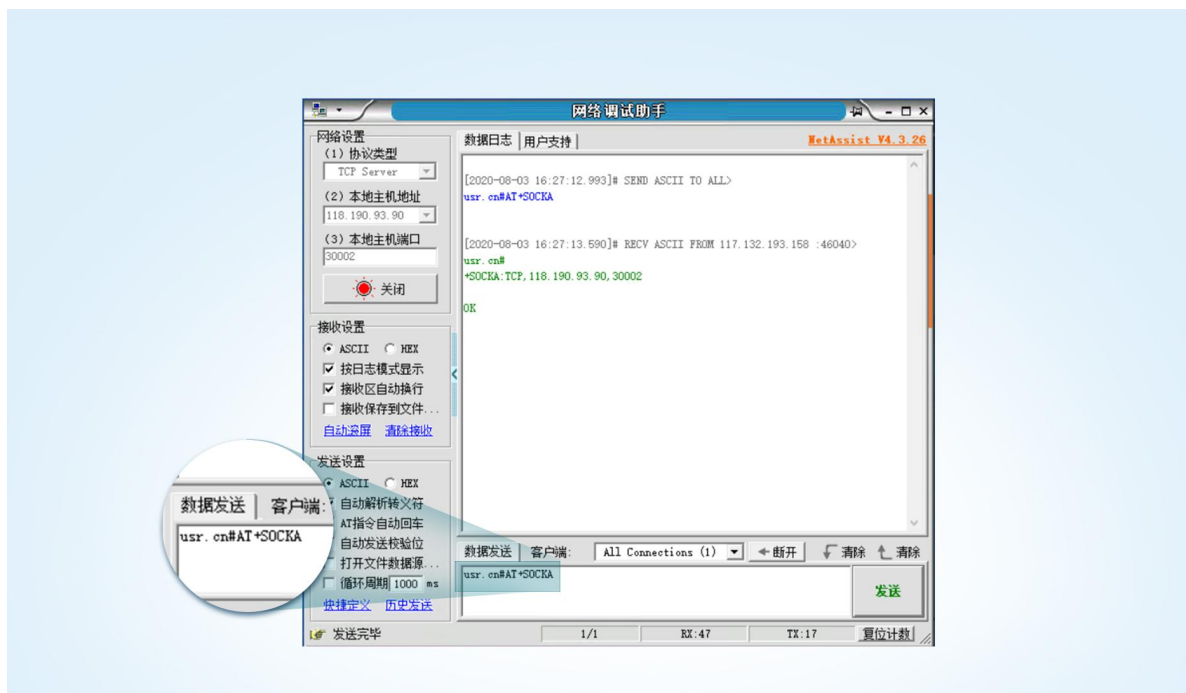 网络调试助手
网络设置
(1) 协议类型
TCP Server
(2) 本地主机地址
118.190.93.90
(3) 本地主机端口
30002
关闭
接收设置
ASCII HEX
按日志模式显示
接收区自动换行
接收保存到文件...
自动滚屏 清除接收
发送设置
ASCII HEX
自动解析转义符
AT指令自动回车
自动发送校验位
打开文件数据源...
循环周期 1000 ms
快捷定义 历史发送
数据日志 用户支持 NetAssist V4.3.26
[2020-08-03 16:27:12.993]# SEND ASCII TO ALL>
usr.cn#AT+SOCKA
[2020-08-03 16:27:13.590]# RECV ASCII FROM 117.132.193.158 :46040>
usr.cn#
+SOCKA:TCP,118.190.93.90,30002
OK
数据发送 客户端: All Connections (1) 断开 清除 清除
usr.cn#AT+SOCKA
发送
数据发送 客户端:
usr.cn#AT+SOCKA
发送完毕 1/1 RX:47 TX:17 复位计数